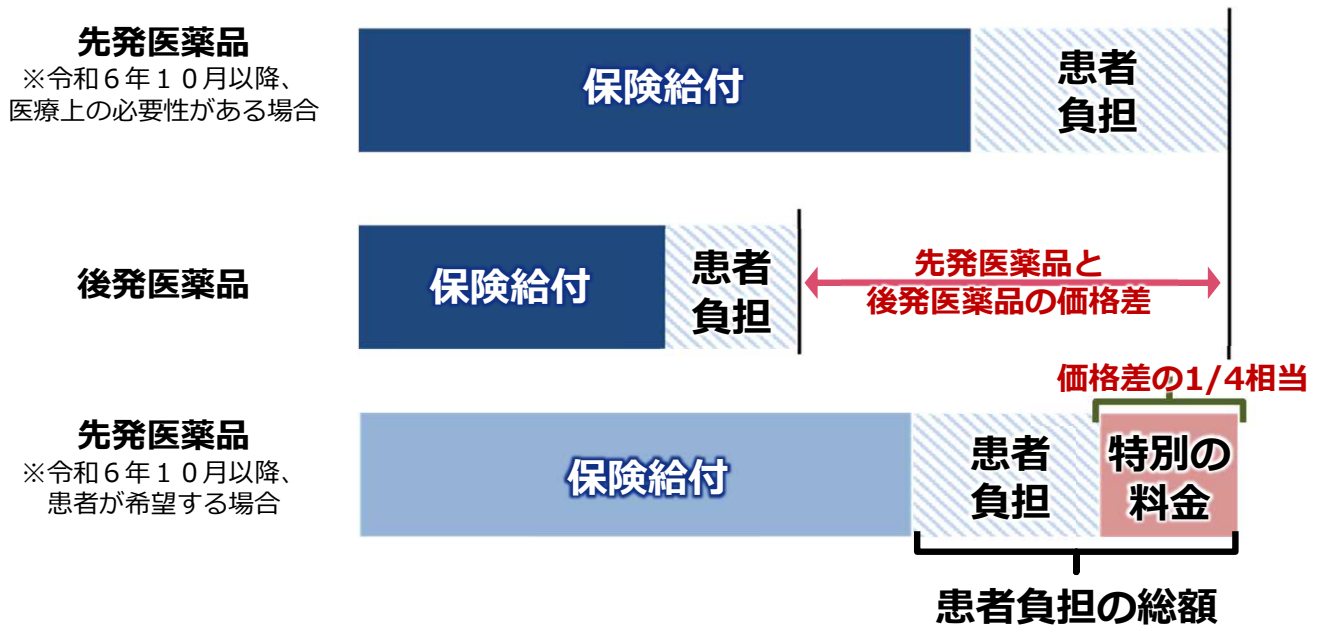 先発医薬品
※令和６年１０月以降、
医療上の必要性がある場合
保険給付
患者
負担
後発医薬品
保険給付
患者
負担
先発医薬品と
後発医薬品の価格差
価格差の1/4相当
先発医薬品
※令和６年１０月以降、
患者が希望する場合
保険給付
患者
負担
特別の
料金
患者負担の総額